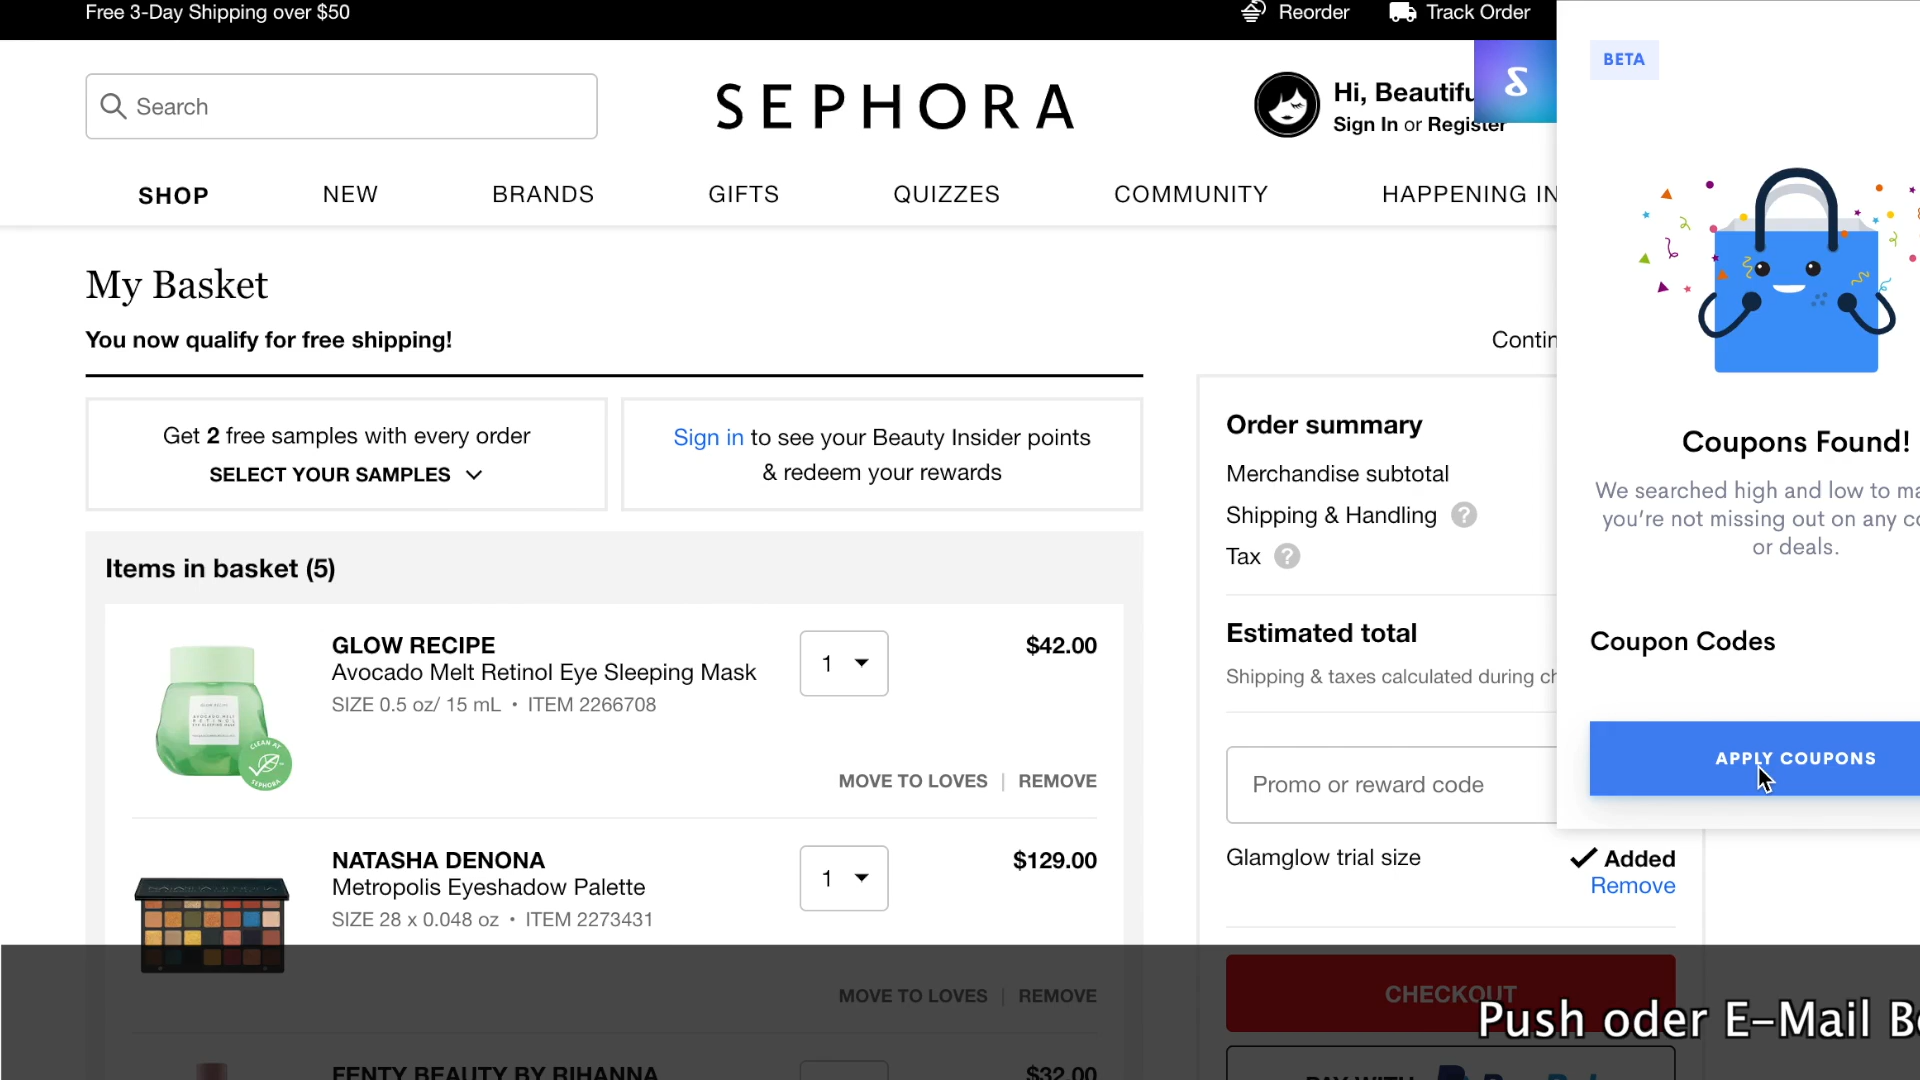 Free 3-Day Shipping over $50
Reorder
Track Order
BETA
Search
SEPHORA
Hi, Beautifu
Sign In or Register
SHOP
NEW
BRANDS
GIFTS
QUIZZES
COMMUNITY
HAPPENING IN
My Basket
You now qualify for free shipping!
Contin
Get 2 free samples with every order
SELECT YOUR SAMPLES
Sign in to see your Beauty Insider points
& redeem your rewards
Order summary
Merchandise subtotal
Shipping & Handling ?
Tax ?
Estimated total
Shipping & taxes calculated during ch
Promo or reward code
Glamglow trial size
Added
Remove
CHECKOUT
PAY WITH PayPal
Coupons Found!
We searched high and low to ma
you're not missing out on any co
or deals.
Coupon Codes
APPLY COUPONS
Items in basket (5)
GLOW RECIPE
Avocado Melt Retinol Eye Sleeping Mask
SIZE 0.5 oz/ 15 mL • ITEM 2266708
1
$42.00
MOVE TO LOVES | REMOVE
NATASHA DENONA
Metropolis Eyeshadow Palette
SIZE 28 x 0.048 oz • ITEM 2273431
1
$129.00
MOVE TO LOVES | REMOVE
FENTY BEAUTY BY RIHANNA
$32.00
Push oder E-Mail Be